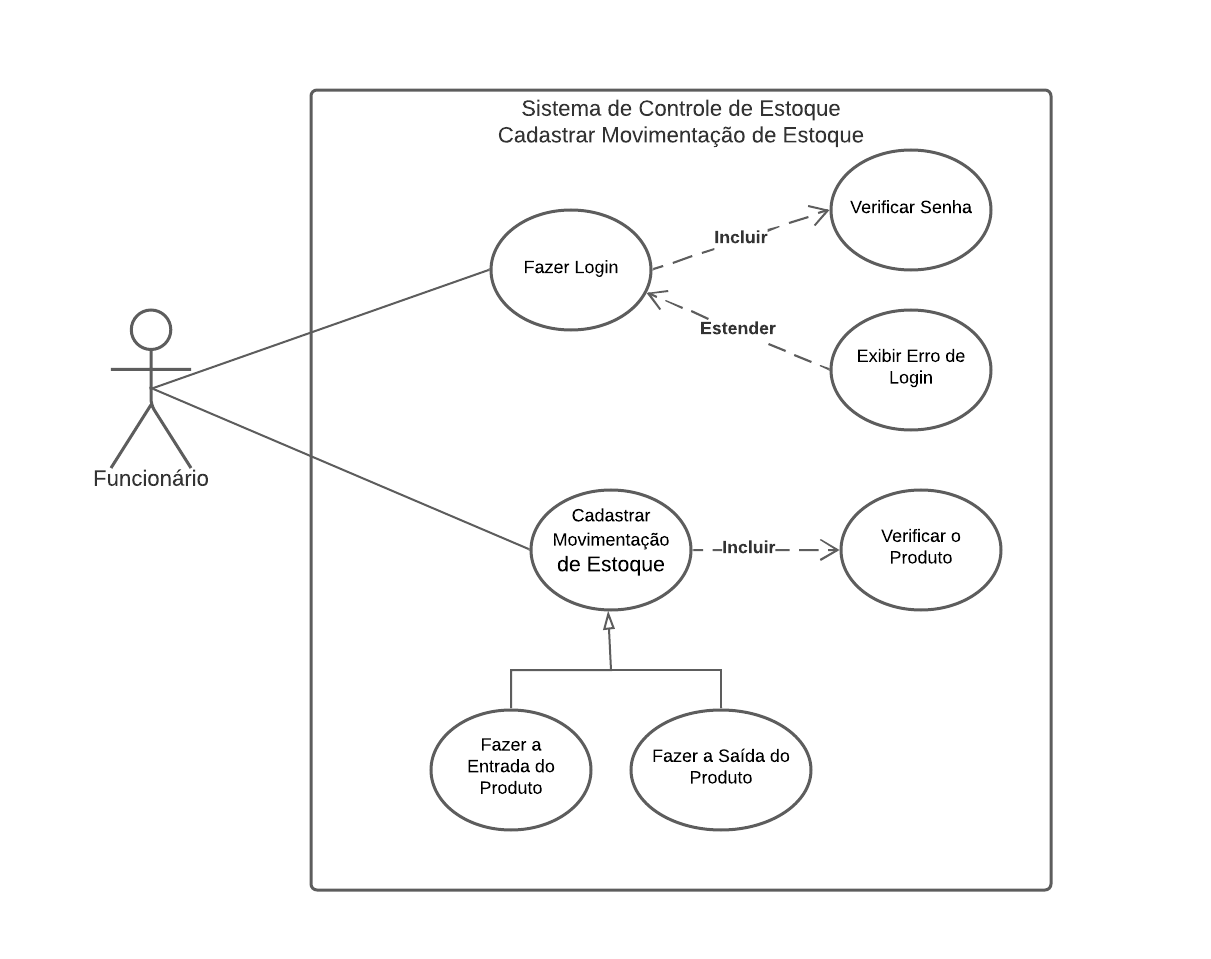 Sistema de Controle de Estoque
Cadastrar Movimentação de Estoque
Verificar Senha
Incluir
Fazer Login
Estender
Exibir Erro de
Login
Funcionário
Cadastrar
Movimentação
de Estoque
Incluir
Verificar o
Produto
Fazer a
Entrada do
Produto
Fazer a Saída do
Produto